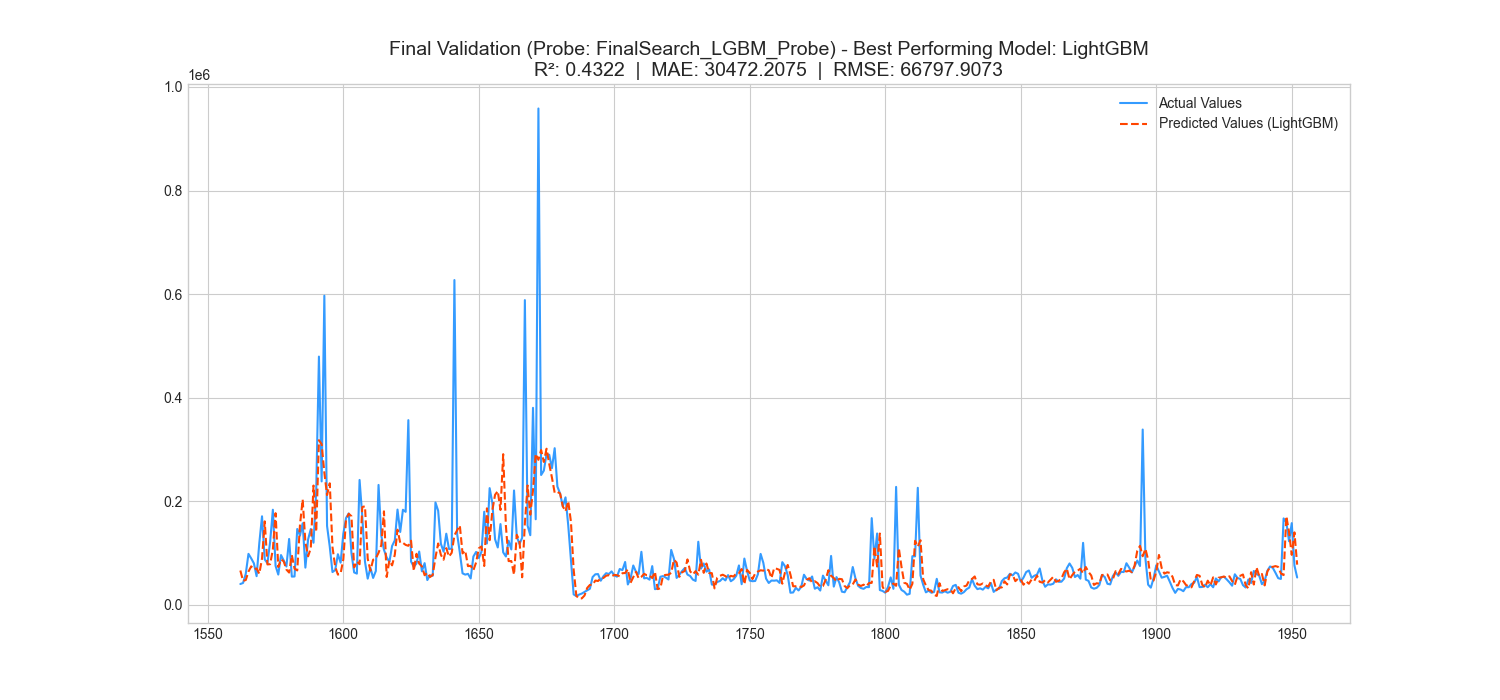 Final Validation (Probe: FinalSearch_LGBM_Probe) - Best Performing Model: LightGBM
R²: 0.4322 | MAE: 30472.2075 | RMSE: 66797.9073
1e6
1.0
0.8
0.6
0.4
0.2
0.0
Actual Values
Predicted Values (LightGBM)
1550 1600 1650 1700 1750 1800 1850 1900 1950